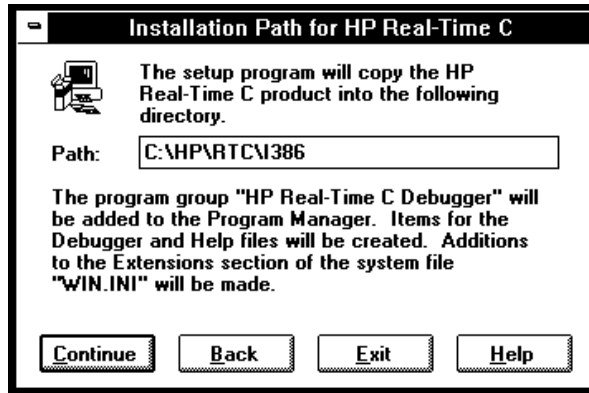 Installation Path for HP Real-Time C
The setup program will copy the HP
Real-Time C product into the following
directory.
Path: C:\HP\RTC\I386
The program group "HP Real-Time C Debugger" will
be added to the Program Manager. Items for the
Debugger and Help files will be created. Additions
to the Extensions section of the system file
"WIN.INI" will be made.
Continue Back Exit Help